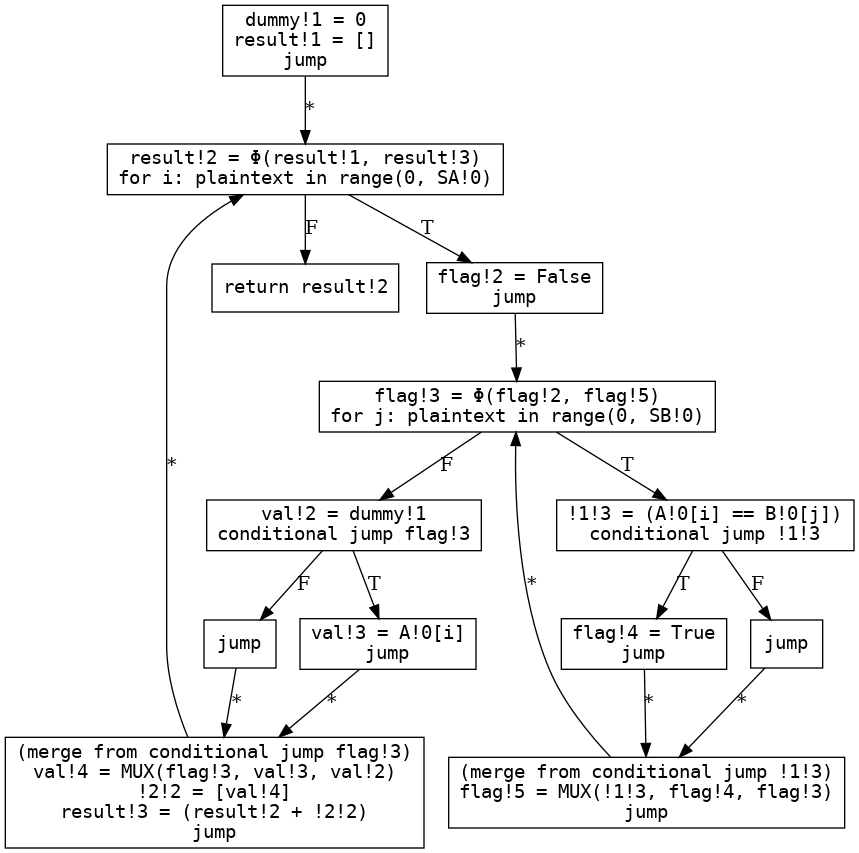 dummy!1 = 0
result!1 = []
jump
*
result!2 = Φ(result!1, result!3)
for i: plaintext in range(0, SA!0)
F
T
return result!2
flag!2 = False
jump
*
flag!3 = Φ(flag!2, flag!5)
for j: plaintext in range(0, SB!0)
F
T
*
val!2 = dummy!1
conditional jump flag!3
!1!3 = (A!0[i] == B!0[j])
conditional jump !1!3
F
T
*
T
F
jump
val!3 = A!0[i]
jump
flag!4 = True
jump
jump
*
*
*
*
(merge from conditional jump flag!3)
val!4 = MUX(flag!3, val!3, val!2)
!2!2 = [val!4]
result!3 = (result!2 + !2!2)
jump
(merge from conditional jump !1!3)
flag!5 = MUX(!1!3, flag!4, flag!3)
jump